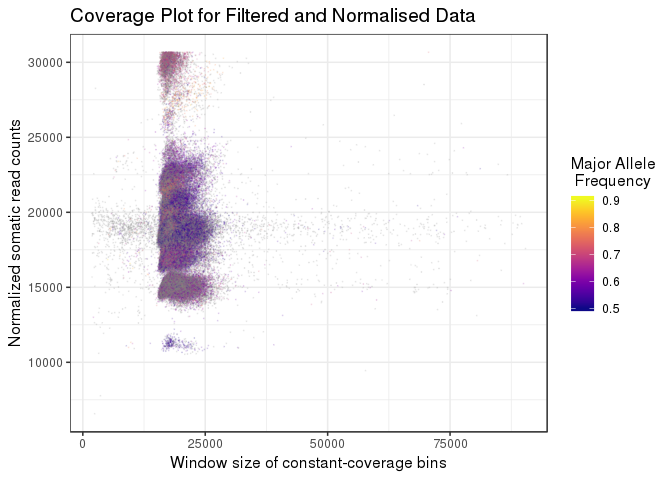 Coverage Plot for Filtered and Normalised Data
Normalized somatic read counts
30000
25000
20000
15000
10000
0
25000
50000
75000
Window size of constant-coverage bins
Major Allele
Frequency
0.9
0.8
0.7
0.6
0.5